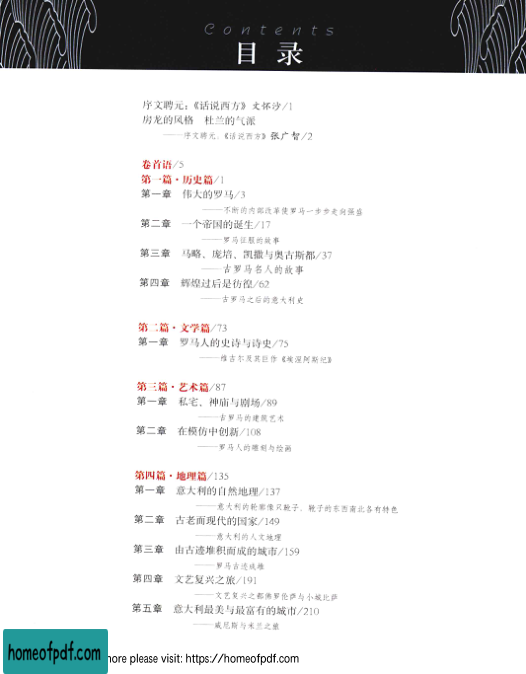 Contents
目录
序文聘元:《话说西方》文怀沙/1
房龙的风格 杜兰的气派
——序文聘元、《话说西方》张广智/2
卷首语/5
第一篇·历史篇/1
第一章 伟大的罗马/3
——不断的内部改革使罗马一步步走向强盛
第二章 一个帝国的诞生/17
——罗马征服的故事
第三章 马略、庞培、凯撒与奥古斯都/37
——古罗马名人的故事
第四章 辉煌过后是彷徨/62
——古罗马之后的意大利史
第二篇·文学篇/73
第一章 罗马人的史诗与诗史/75
——维吉尔及其巨作《埃涅阿斯记》
第三篇·艺术篇/87
第一章 私宅、神庙与剧场/89
——古罗马的建筑艺术
第二章 在模仿中创新/108
——罗马人的雕刻与绘画
第四篇·地理篇/135
第一章 意大利的自然地理/137
——意大利的轮廓像只靴子、靴子的东西南北各有特色
第二章 古老而现代的国家/149
——意大利的人文地理
第三章 由古迹堆积而成的城市/159
——罗马古迹战雄
第四章 文艺复兴之旅/191
——文艺复兴之都佛罗伦萨与小城比萨
第五章 意大利最美与最富有的城市/210
——威尼斯与米兰之旅
homeofpdf.com
more please visit: https://homeofpdf.com